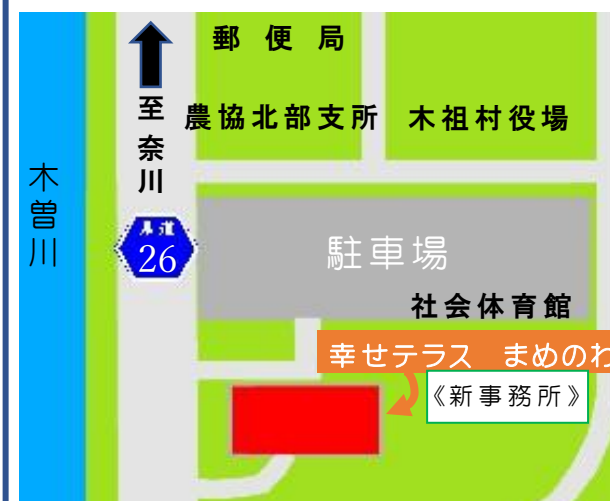 郵便局
至奈川
農協北部支所
木祖村役場
木曽川
県道
26
駐車場
社会体育館
幸せテラス まめのわ
《新事務所》